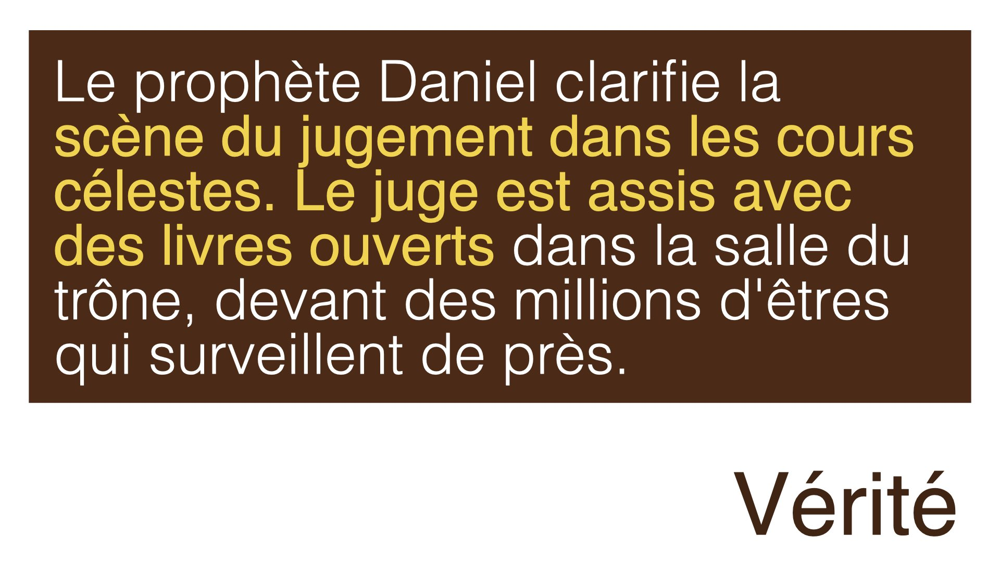 Le prophète Daniel clarifie la
scène du jugement dans les cours
célestes. Le juge est assis avec
des livres ouverts dans la salle du
trône, devant des millions d'êtres
qui surveillent de près.
Vérité